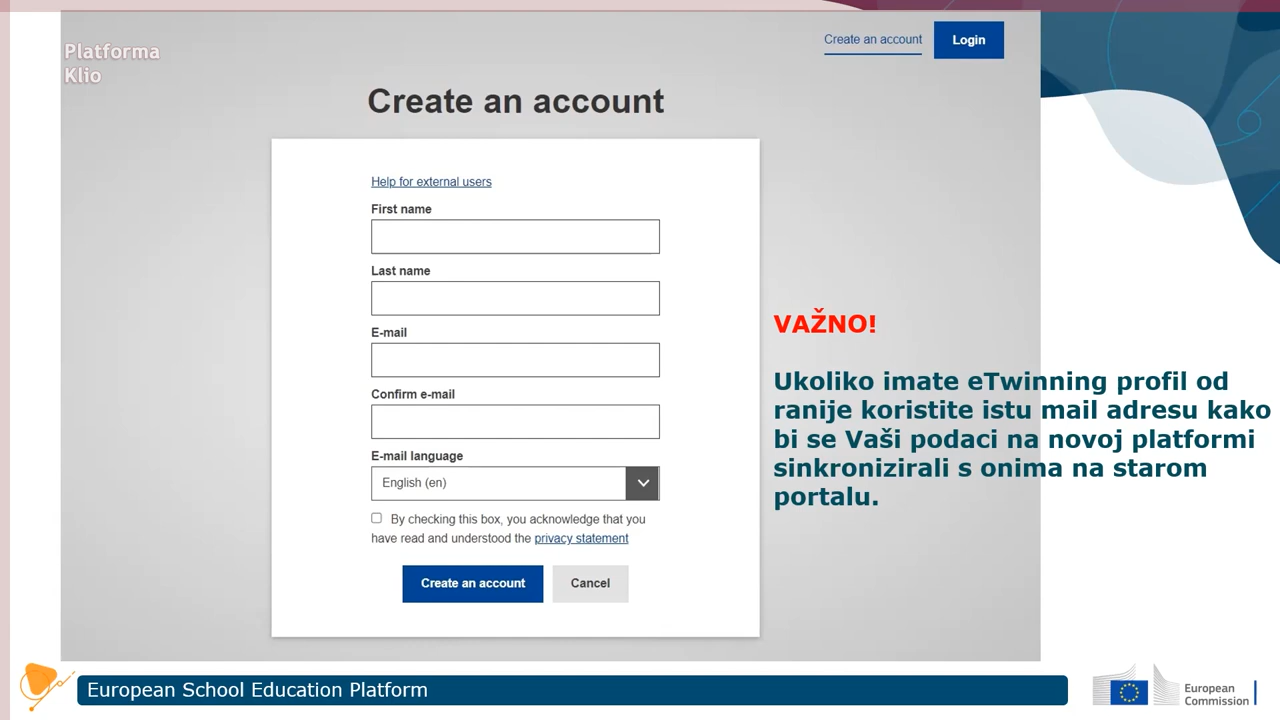 Platforma
Klio
Create an account
Login
Create an account
Help for external users
First name
Last name
E-mail
Confirm e-mail
E-mail language
English (en)
By checking this box, you acknowledge that you
have read and understood the privacy statement
Create an account
Cancel
VAŽNO!
Ukoliko imate eTwinning profil od
ranije koristite istu mail adresu kako
bi se Vaši podaci na novoj platformi
sinkronizirali s onima na starom
portalu.
European School Education Platform
European
Commission